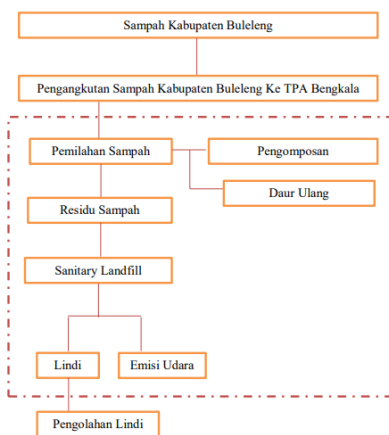 Sampah Kabupaten Buleleng
Pengangkutan Sampah Kabupaten Buleleng Ke TPA Bengkala
Pemilahan Sampah
Pengomposan
Daur Ulang
Residu Sampah
Sanitary Landfill
Lindi
Emisi Udara
Pengolahan Lindi